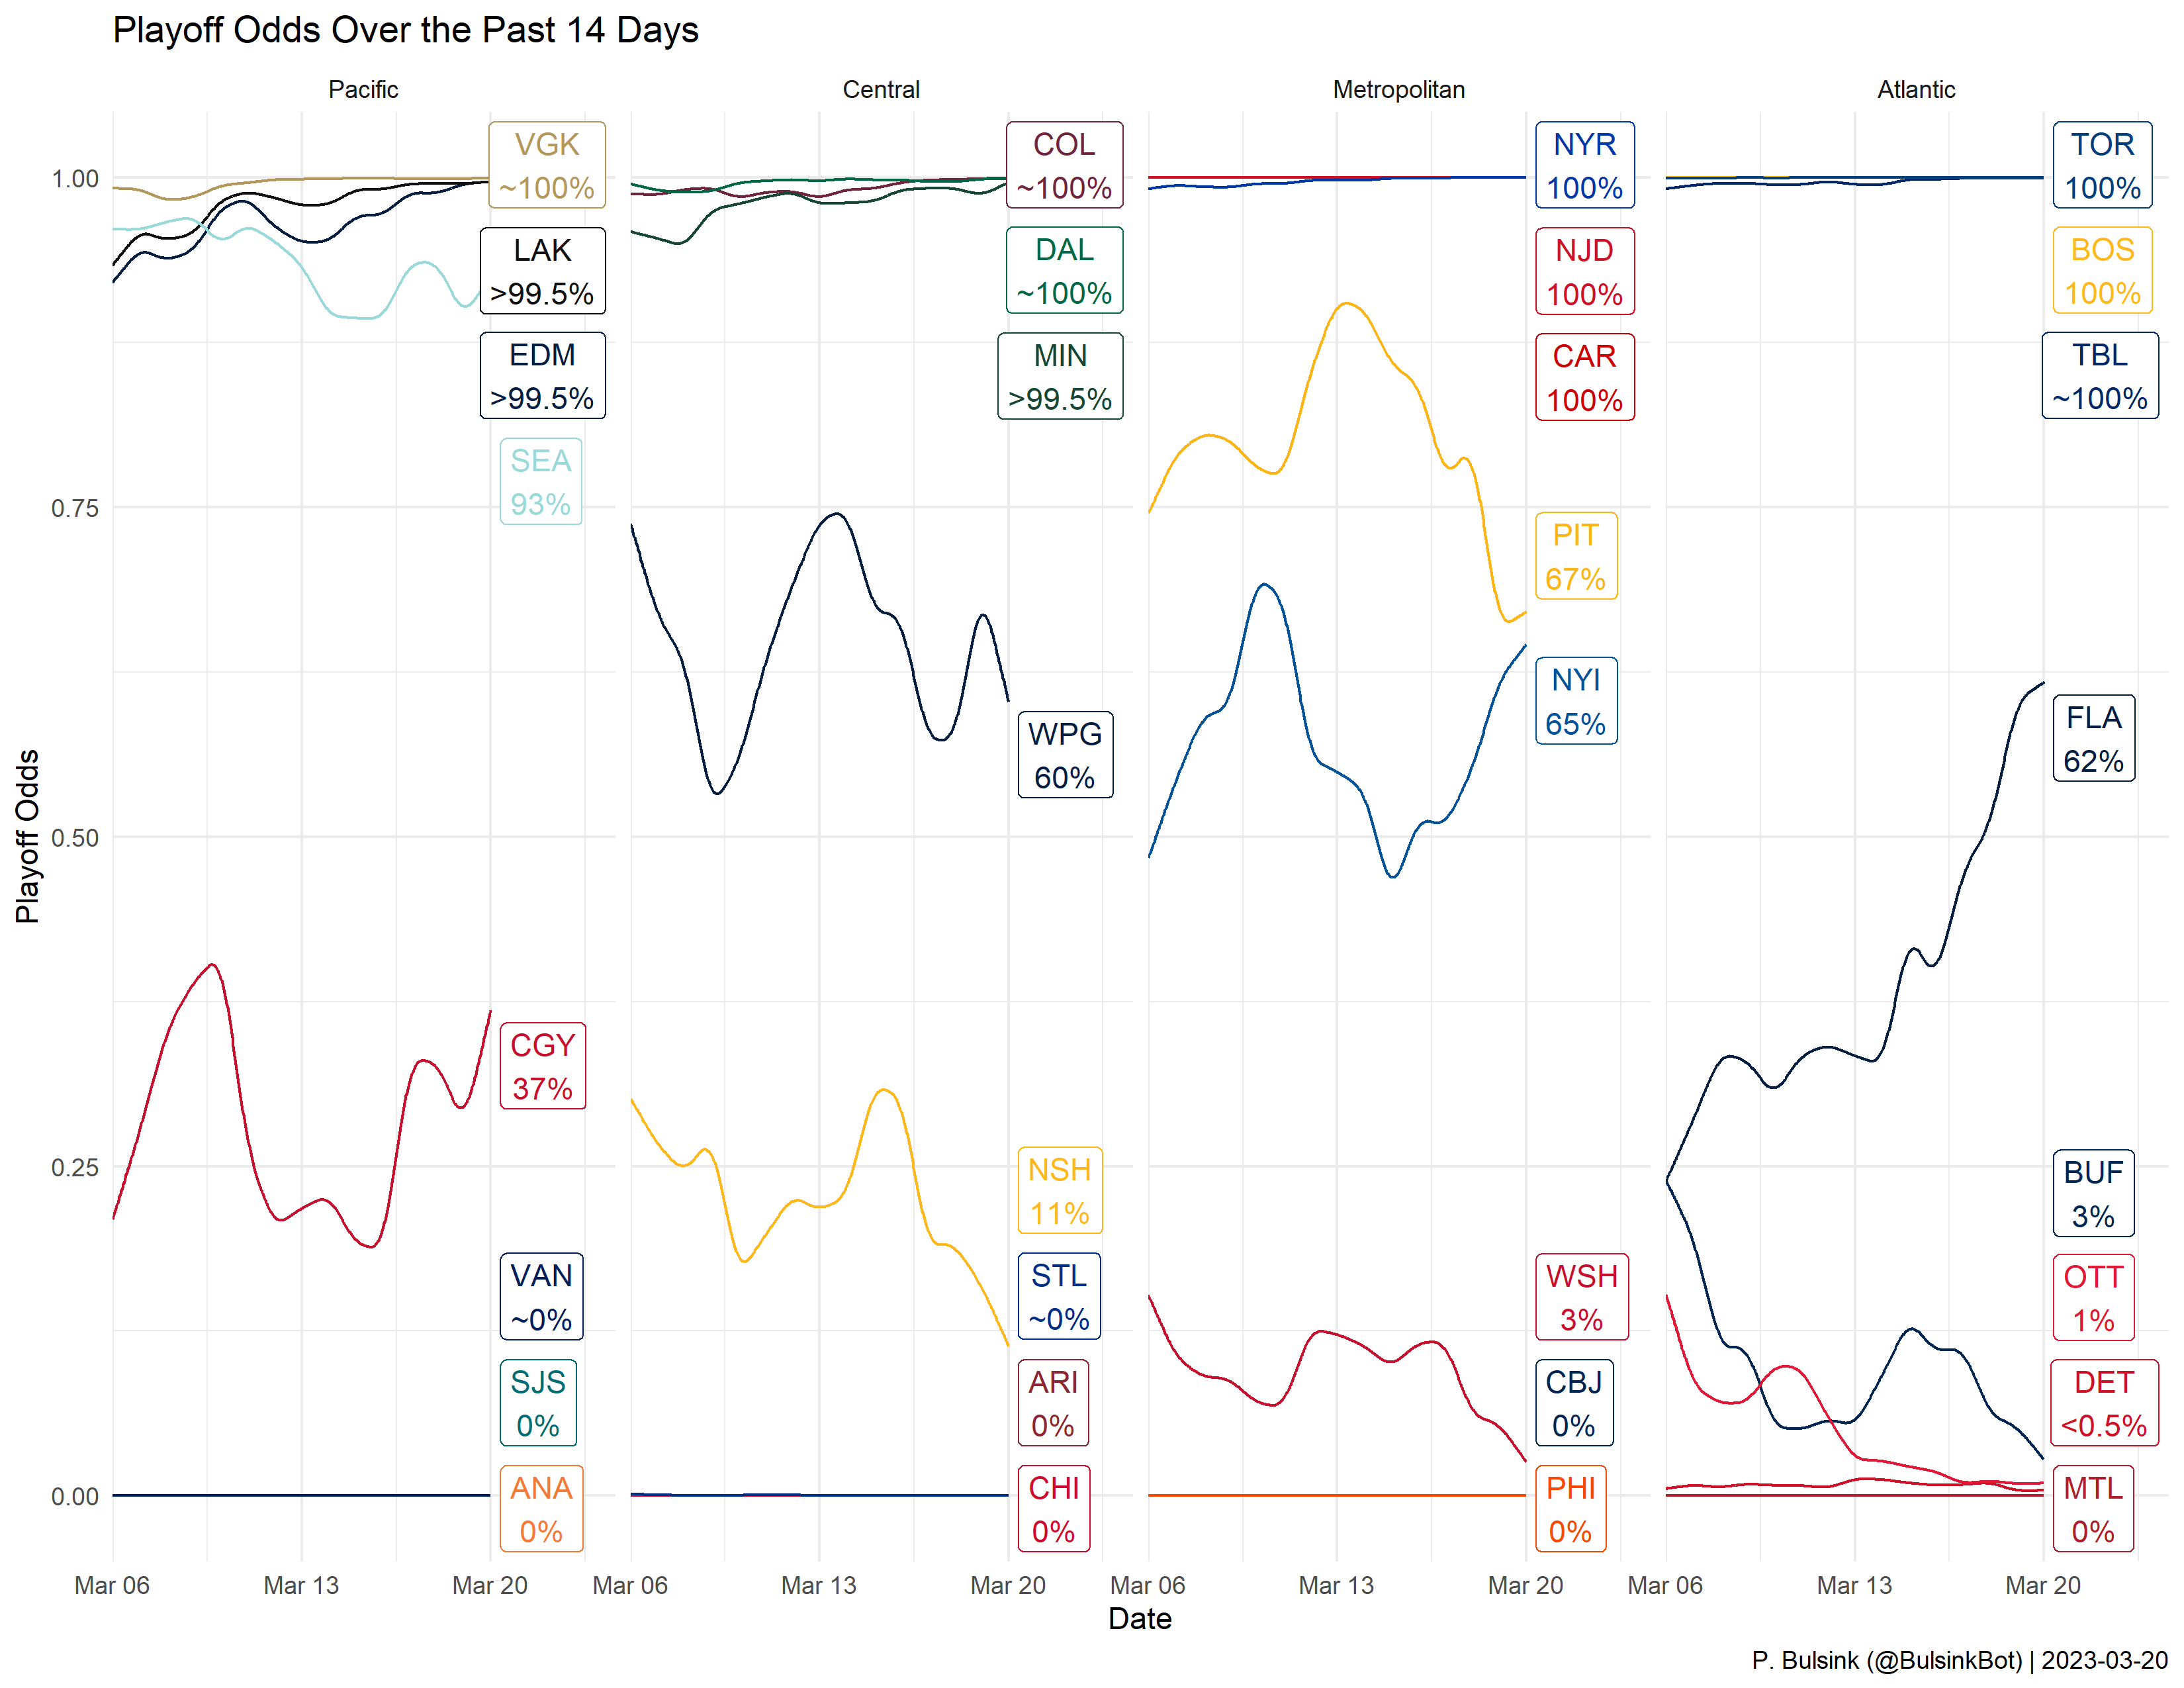 Playoff Odds Over the Past 14 Days
Pacific
Central
Metropolitan
Atlantic
Playoff Odds
1.00
0.75
0.50
0.25
0.00
VGK
~100%
LAK
>99.5%
EDM
>99.5%
SEA
93%
CGY
37%
VAN
~0%
SJS
0%
ANA
0%
COL
~100%
DAL
~100%
MIN
>99.5%
WPG
60%
NSH
11%
STL
~0%
ARI
0%
CHI
0%
NYR
100%
NJD
100%
CAR
100%
PIT
67%
NYI
65%
WSH
3%
CBJ
0%
PHI
0%
TOR
100%
BOS
100%
TBL
~100%
FLA
62%
BUF
3%
OTT
1%
DET
<0.5%
MTL
0%
Mar 06
Mar 13
Mar 20
Mar 06
Mar 13
Mar 20
Mar 06
Mar 13
Mar 20
Mar 06
Mar 13
Mar 20
Date
P. Bulsink (@BulsinkBot) | 2023-03-20